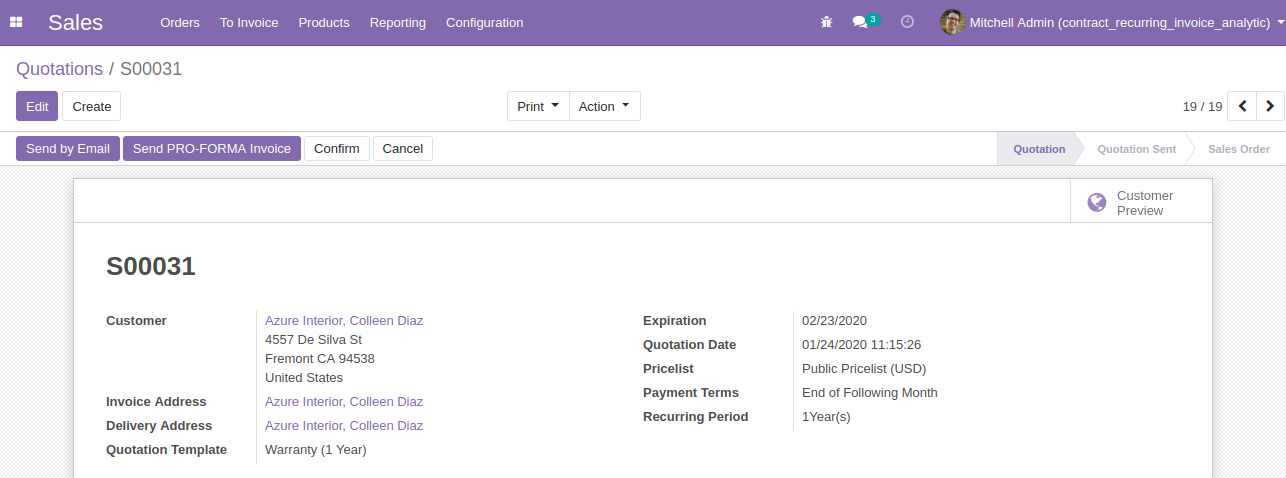 Sales Orders To Invoice Products Reporting Configuration 3 Mitchell Admin (contract_recurring_invoice_analytic)
Quotations / S00031
Edit Create Print Action 19 / 19
Send by Email Send PRO-FORMA Invoice Confirm Cancel Quotation Quotation Sent Sales Order
Customer
Preview
S00031
Customer Azure Interior, Colleen Diaz
4557 De Silva St
Fremont CA 94538
United States
Invoice Address Azure Interior, Colleen Diaz
Delivery Address Azure Interior, Colleen Diaz
Quotation Template Warranty (1 Year)
Expiration 02/23/2020
Quotation Date 01/24/2020 11:15:26
Pricelist Public Pricelist (USD)
Payment Terms End of Following Month
Recurring Period 1Year(s)